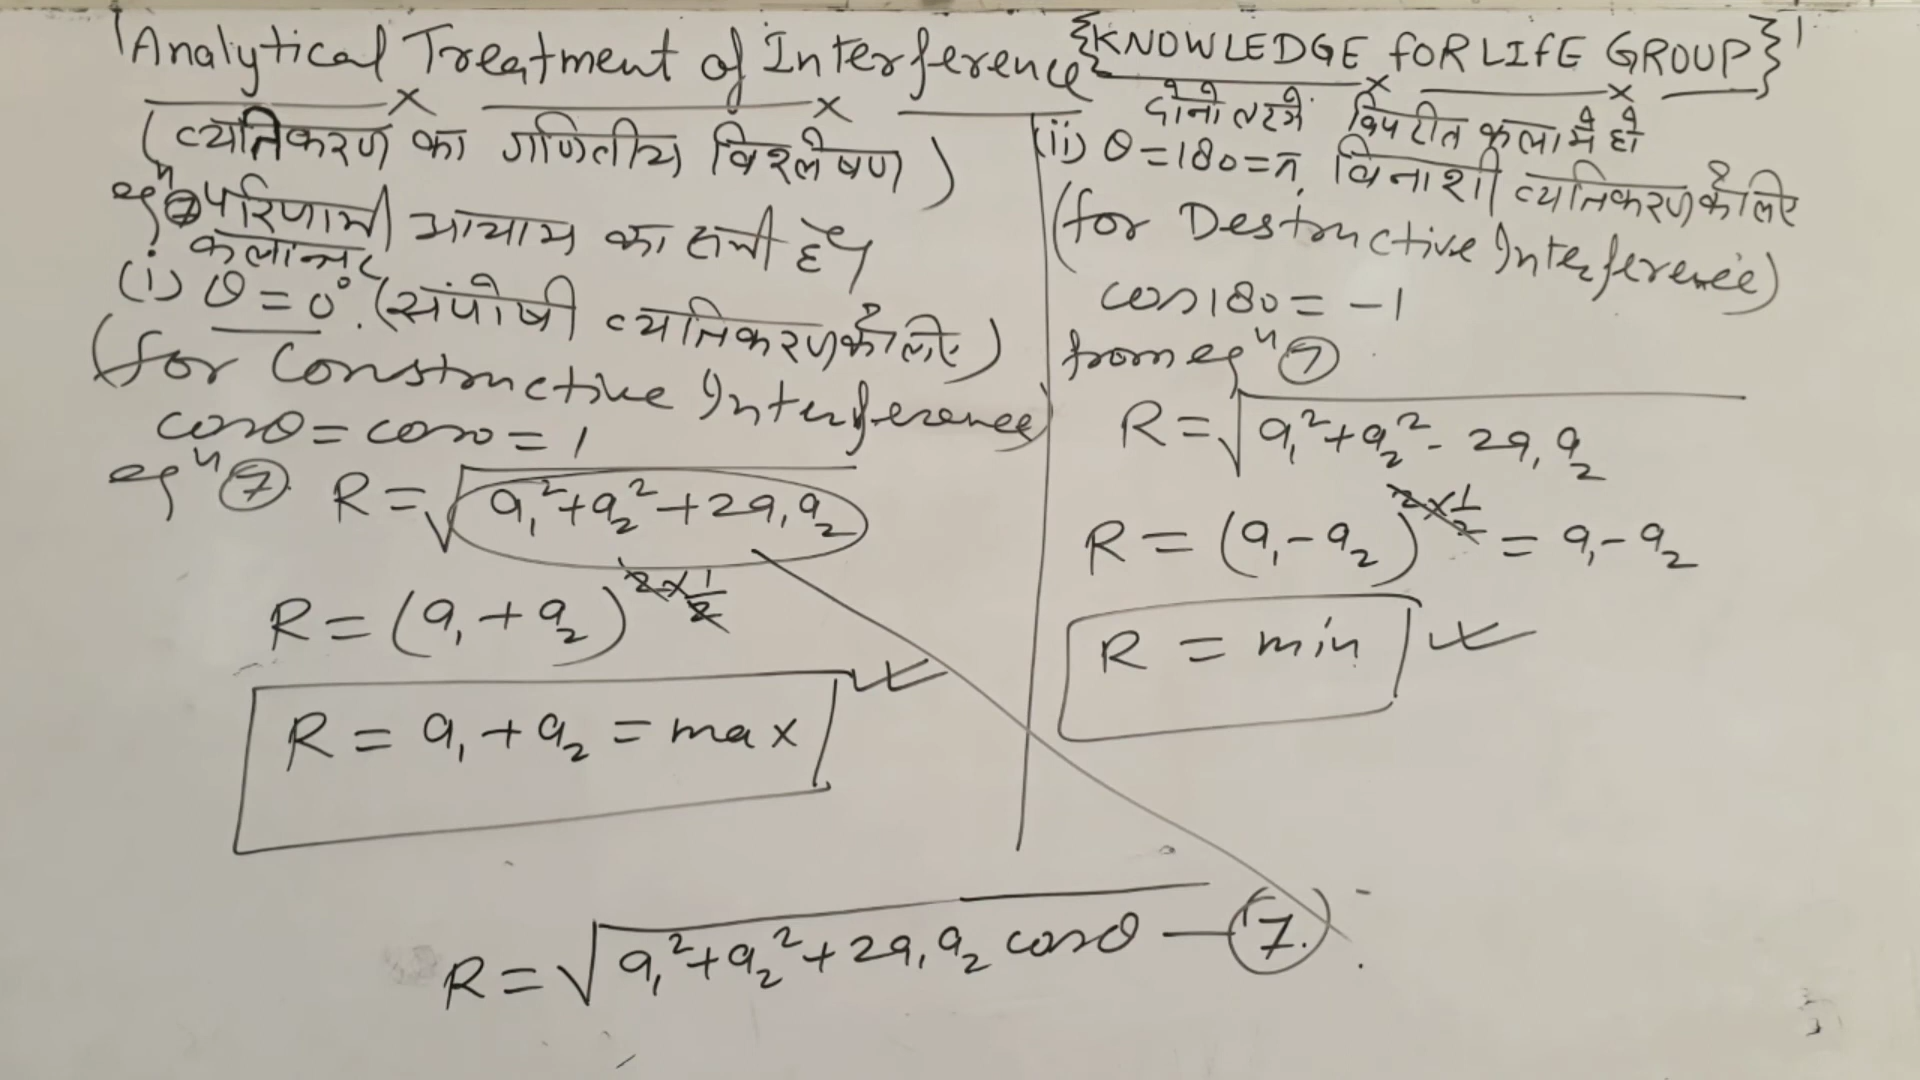 Analytical Treatment of Interference {KNOWLEDGE FOR LIFE GROUP}
(व्यतिकरण का गणितीय विश्लेषण)
eqⁿ ⑦ परिणामी आयाम का
कलान्तर
(i) θ = 0°. (संपोषी व्यतिकरण के लिए)
(for Constructive Interference)
cosθ = cos0 = 1
eqⁿ ⑦. R = √(a₁² + a₂² + 2a₁a₂)
R = (a₁ + a₂)^(2×1/2)
R = a₁ + a₂ = max
दोनो तरंगे विपरीत कला मे हो
(ii) θ = 180 = π, विनाशी व्यतिकरण के लिए
(for Destructive Interference)
cos180 = -1
from eqⁿ ⑦
R = √(a₁² + a₂² - 2a₁a₂)
R = (a₁ - a₂)^(2×1/2) = a₁ - a₂
R = min
R = √(a₁² + a₂² + 2a₁a₂ cosθ) — ⑦